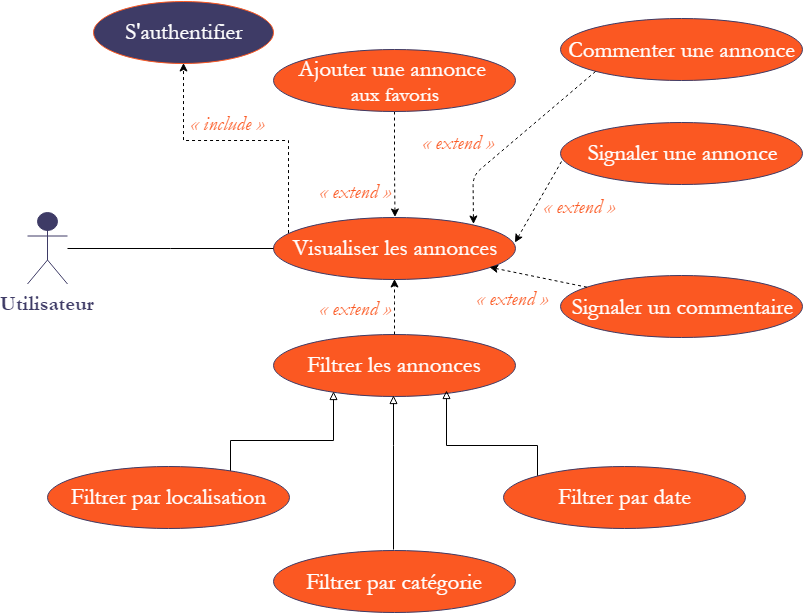 S'authentifier
Commenter une annonce
Ajouter une annonce
aux favoris
« include »
« extend »
Signaler une annonce
« extend »
« extend »
Visualiser les annonces
Utilisateur
« extend »
« extend »
Signaler un commentaire
Filtrer les annonces
Filtrer par localisation
Filtrer par date
Filtrer par catégorie